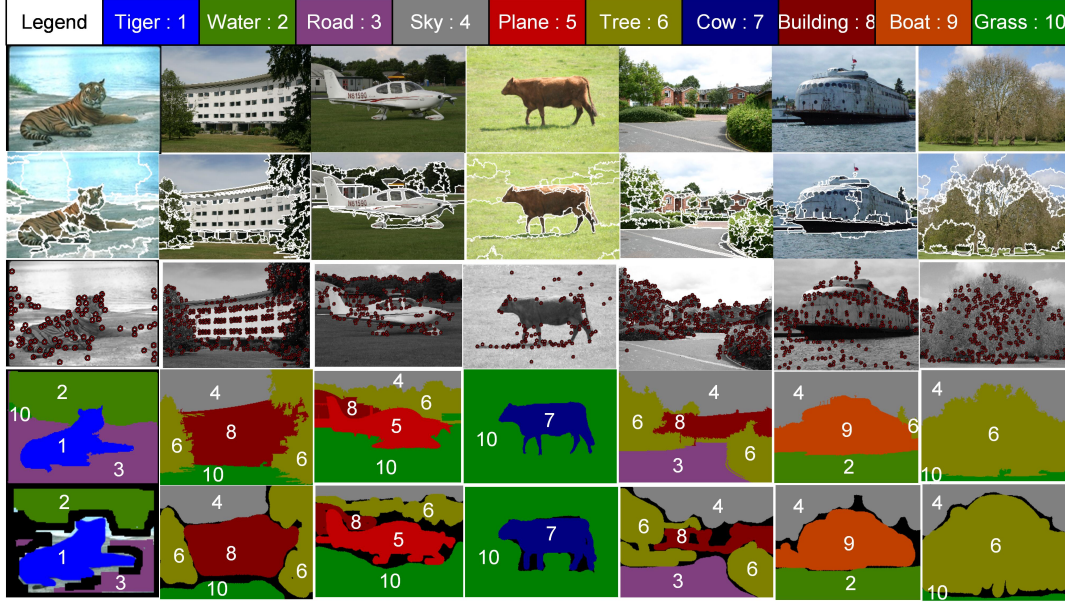 Legend Tiger : 1 Water : 2 Road : 3 Sky : 4 Plane : 5 Tree : 6 Cow : 7 Building : 8 Boat : 9 Grass : 10
N615SG
N615SG
2 10 1 3
4 6 8 6 10
4 6 8 5 10
7 10
6 8 6 3
4 9 6 2
4 6 10
2 1 3
4 6 8 6 10
6 8 5 10
7 10
4 6 8 6 3
4 9 2
4 6 10